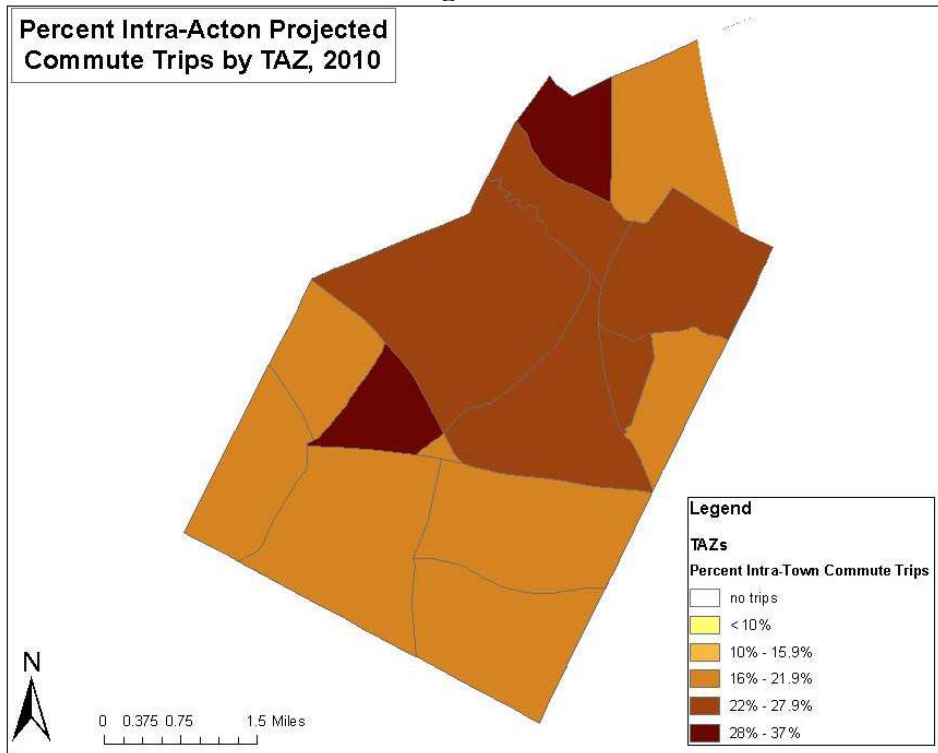 Percent Intra-Acton Projected
Commute Trips by TAZ, 2010
Legend
TAZs
Percent Intra-Town Commute Trips
no trips
< 10%
10% - 15.9%
16% - 21.9%
22% - 27.9%
28% - 37%
N
0 0.375 0.75 1.5 Miles